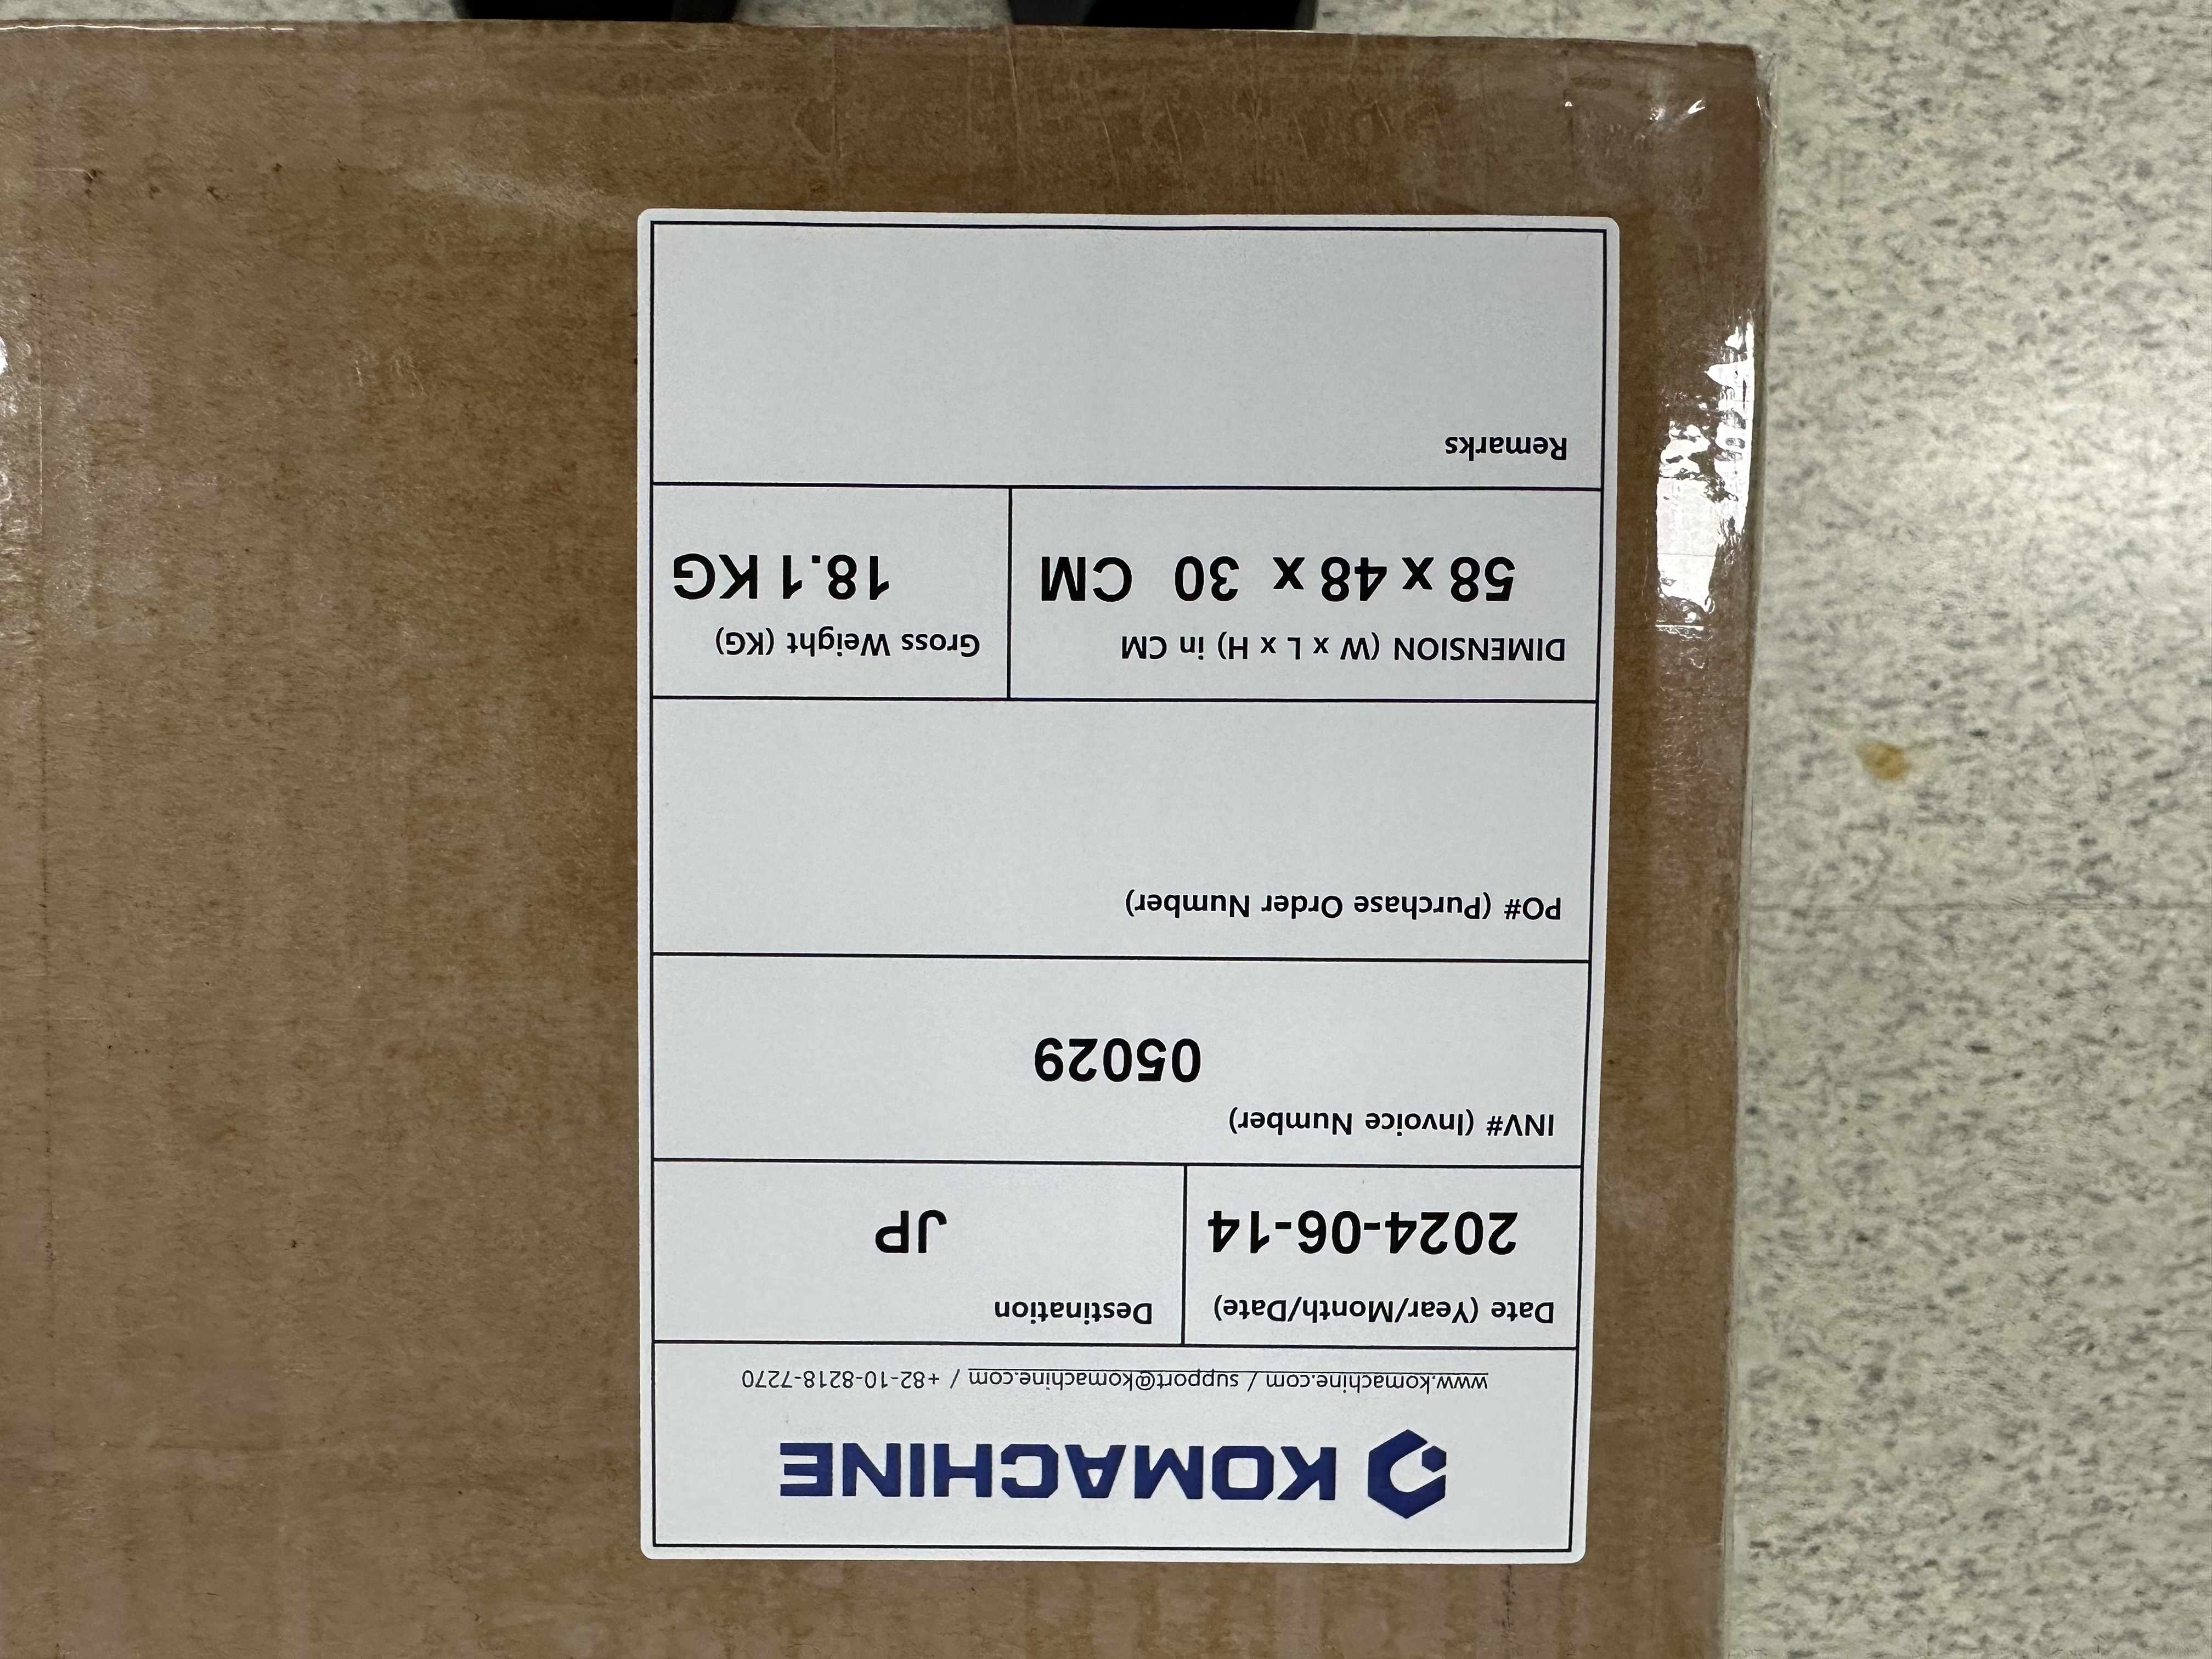 KOMACHINE
www.komachine.com / support@komachine.com / +82-10-8218-7270
Date (Year/Month/Date)
2024-06-14
Destination
JP
INV# (Invoice Number)
05029
PO# (Purchase Order Number)
DIMENSION (W x L x H) in CM
58 x 48 x 30 CM
Gross Weight (KG)
18.1 KG
Remarks